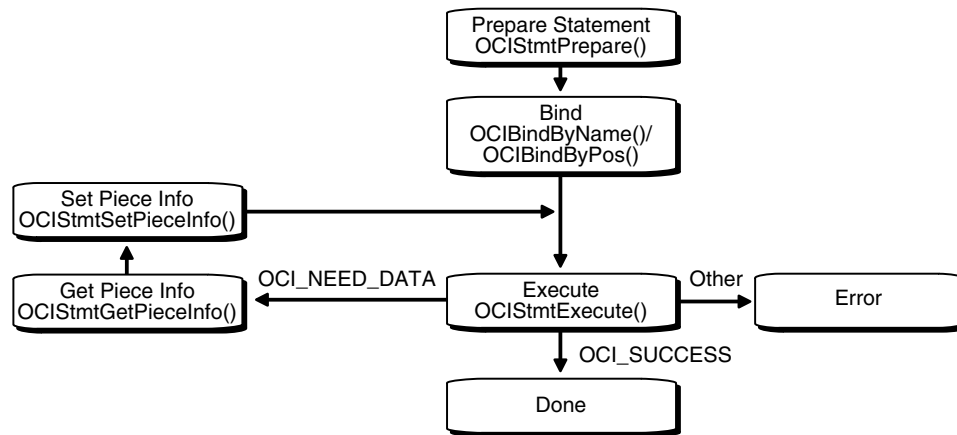 Prepare Statement
OCIStmtPrepare()
Bind
OCIBindByName()/
OCIBindByPos()
Set Piece Info
OCIStmtSetPieceInfo()
OCI_NEED_DATA
Get Piece Info
OCIStmtGetPieceInfo()
Execute
OCIStmtExecute()
Other
Error
OCI_SUCCESS
Done